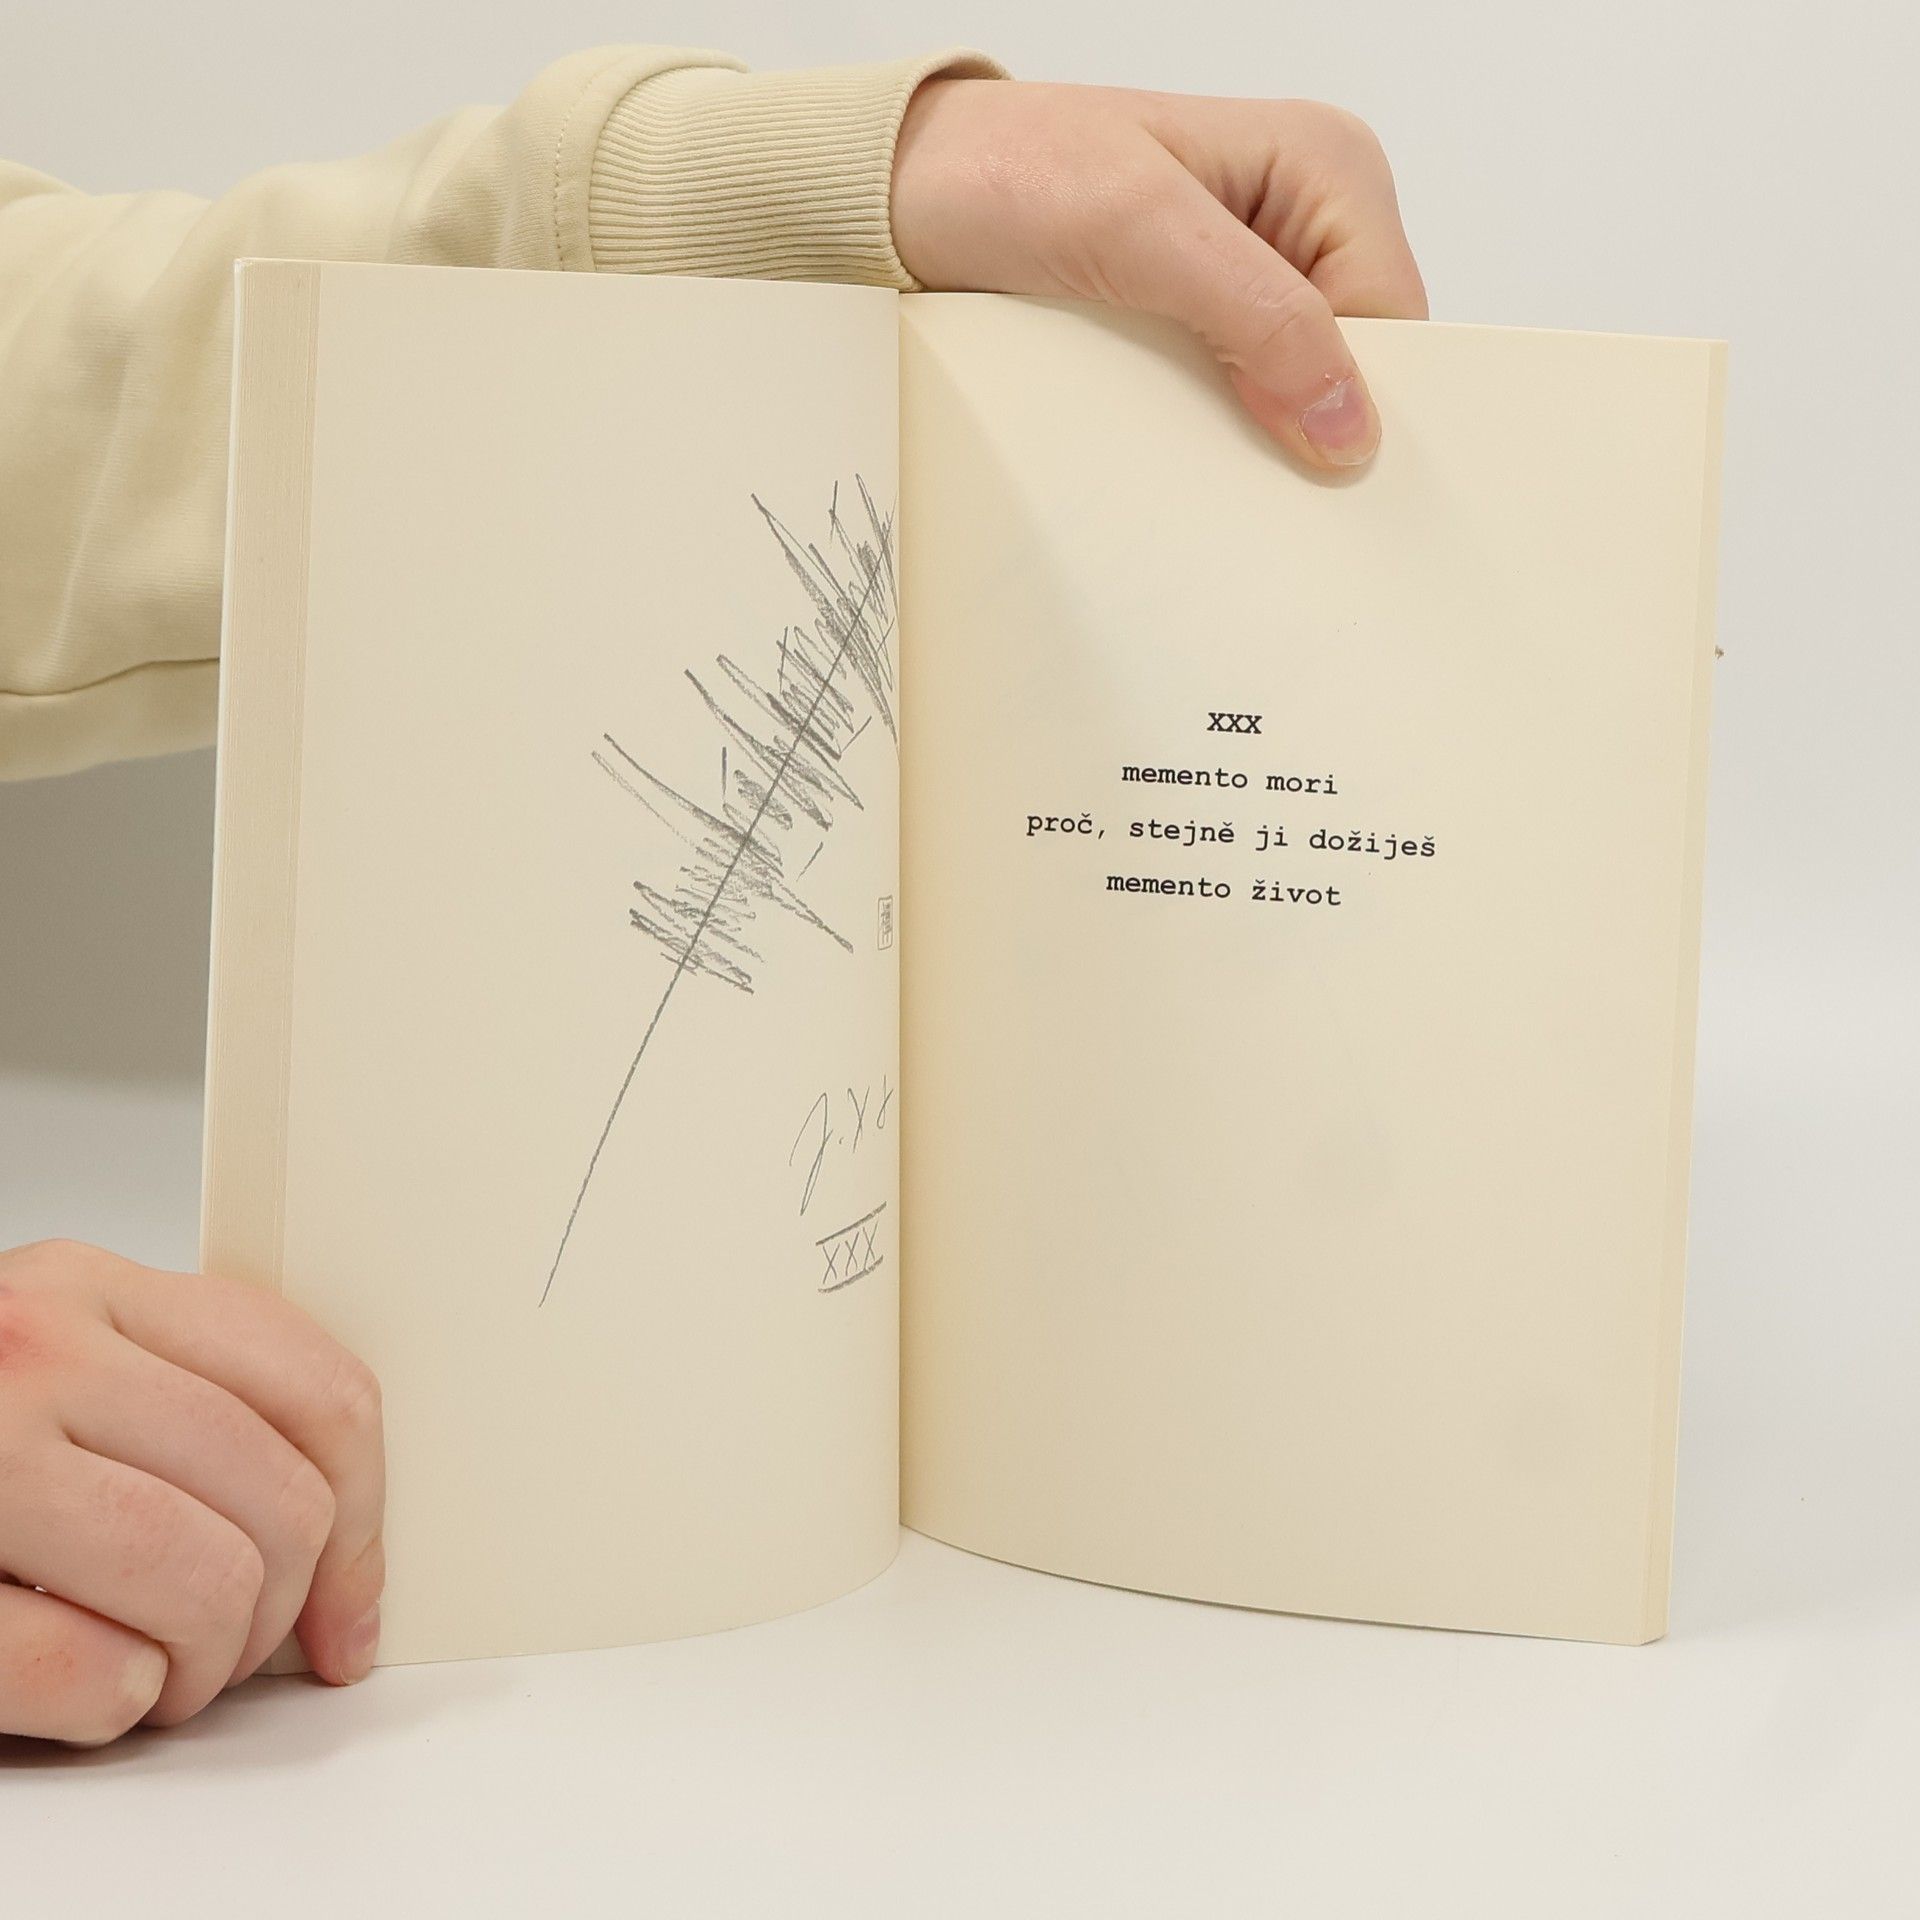 XXX
XXX
memento mori
proč, stejně ji dožiješ
memento život